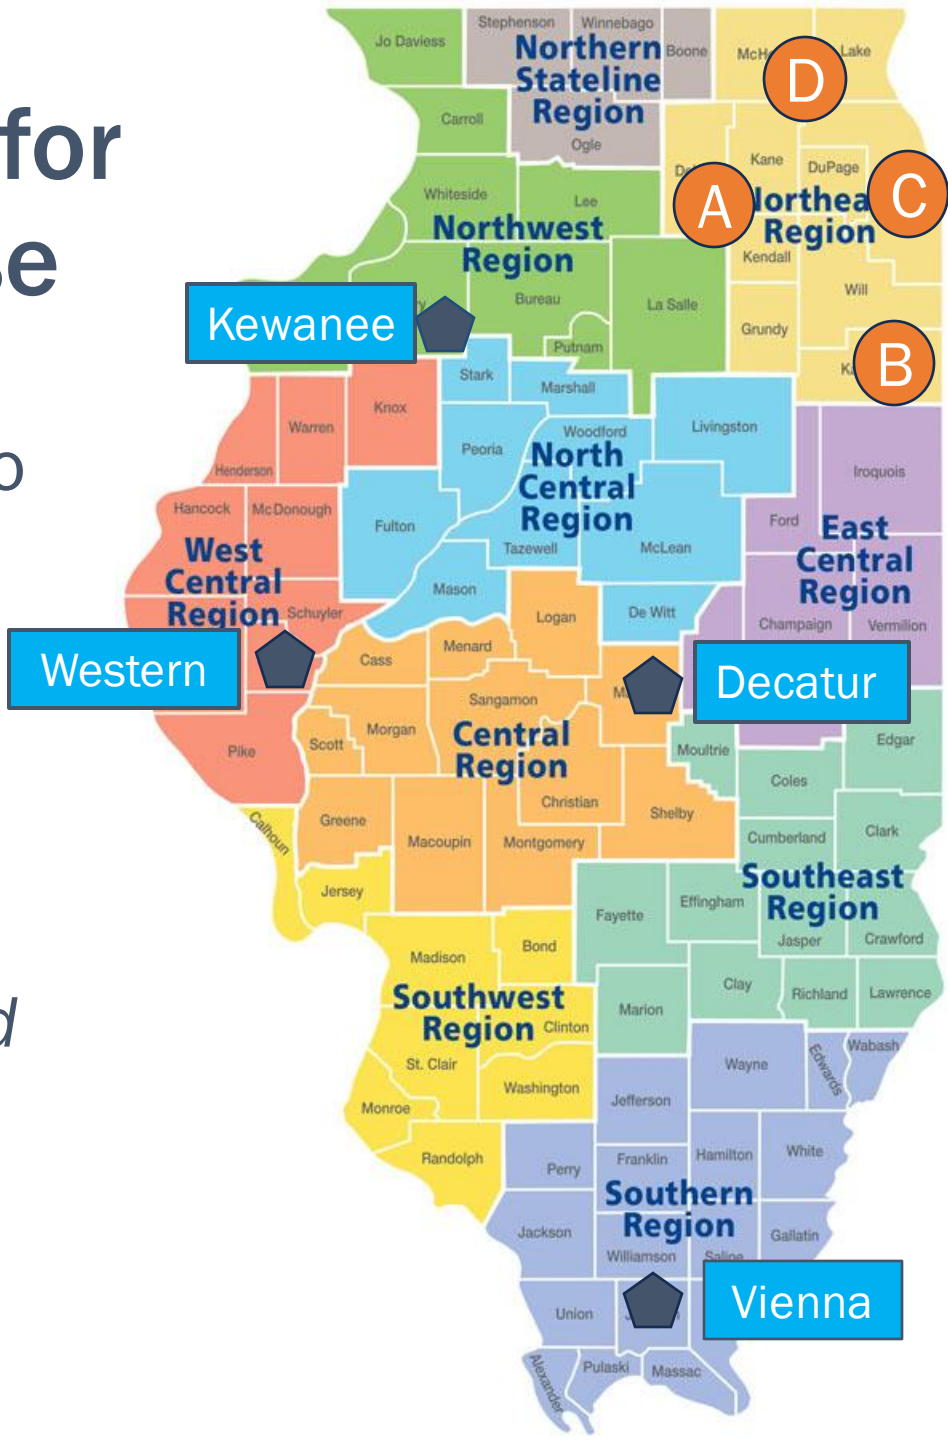 for
Jo Daviess
Stephenson
Winnebago
Boone
Lake
D
Northern
Stateline
Region
Carroll
Ogle
Kane
DuPage
A
C
Region
Whiteside
Lee
Northwest
Region
Kendall
Will
Bureau
La Salle
Grundy
Kewanee
Putnam
B
Stark
Marshall
Knox
Warren
Henderson
Peoria
Woodford
Livingston
North
Central
Region
Iroquois
Hancock
McDonough
Fulton
Tazewell
McLean
Ford
East
Central
Region
West
Central
Region
Schuyler
Mason
Logan
De Witt
Champaign
Vermilion
Western
Cass
Menard
Decatur
Sangamon
Central
Region
Pike
Scott
Morgan
Moultrie
Edgar
Coles
Christian
Shelby
Calhoun
Greene
Macoupin
Montgomery
Cumberland
Clark
Southeast
Region
Jersey
Fayette
Effingham
Jasper
Crawford
Madison
Bond
Clay
Richland
Lawrence
Southwest
Region
Clinton
Marion
St. Clair
Washington
Wayne
Edwards
Wabash
Monroe
Jefferson
Randolph
Perry
Franklin
Hamilton
White
Southern
Region
Jackson
Williamson
Saline
Gallatin
Vienna
Union
Alexander
Pulaski
Massac